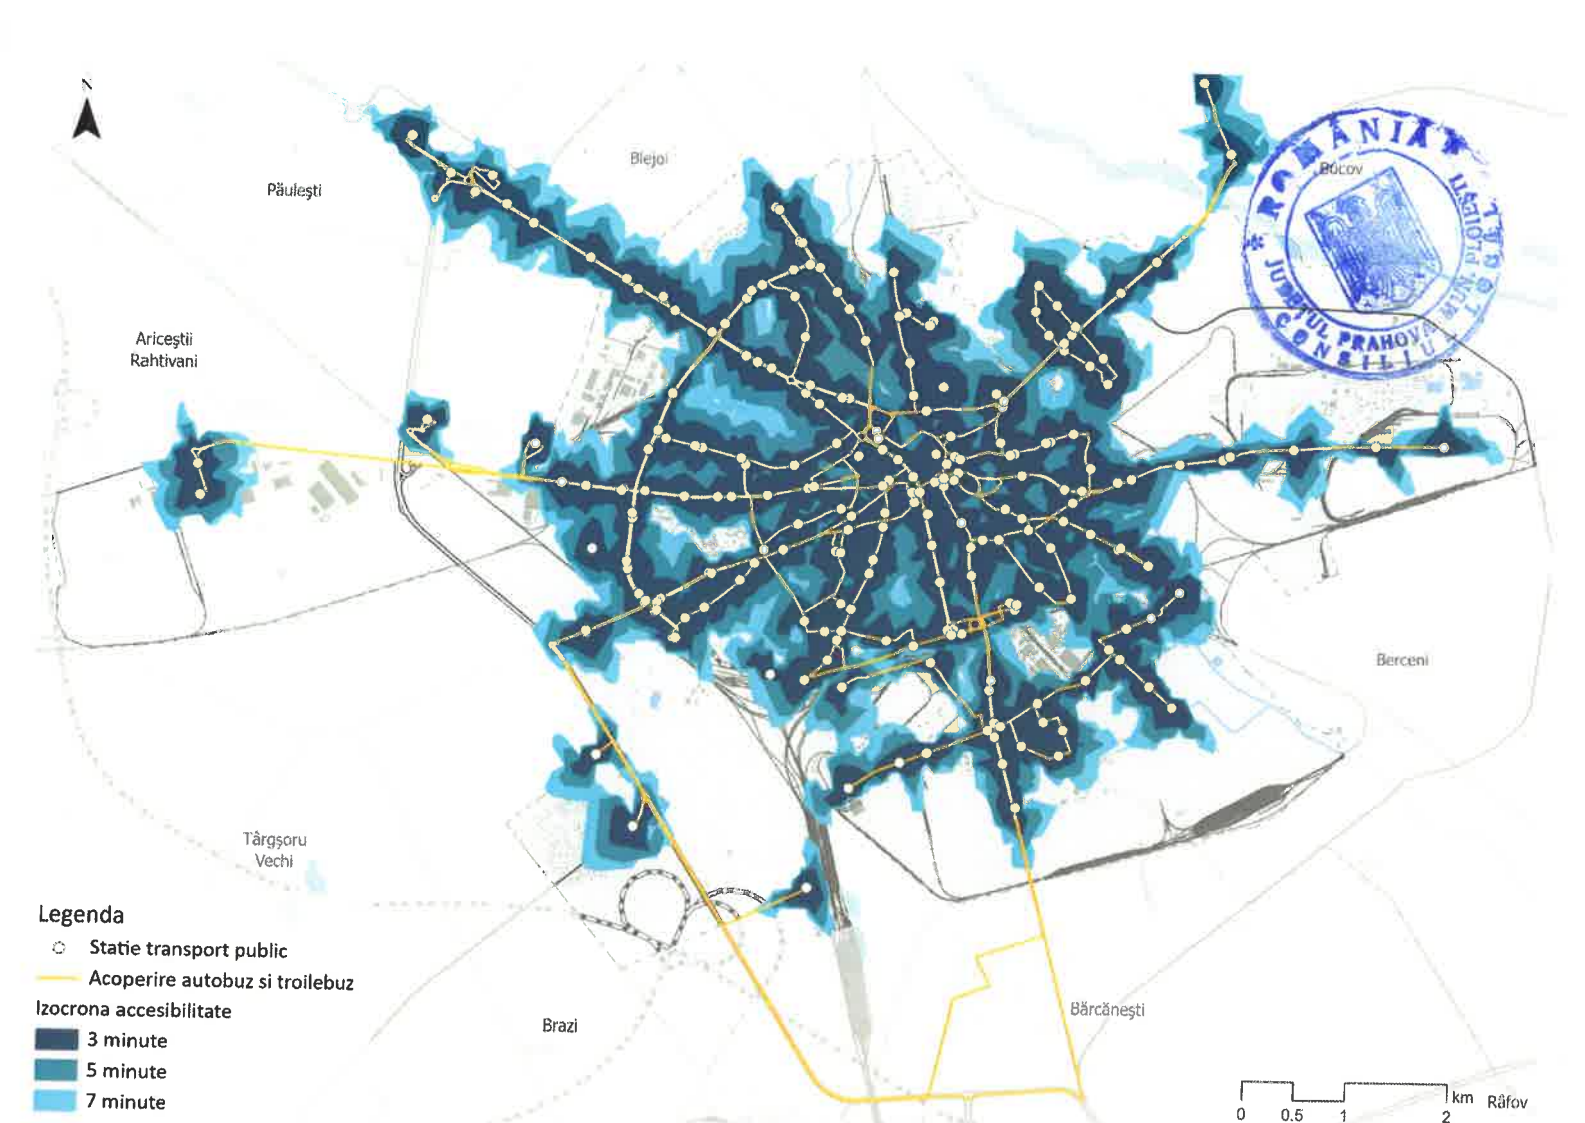 N
Blejoi
Păulești
Bucov
ROMÂNIA
JUDEȚUL PRAHOVA
CONSILIU
Ariceștii
Rahtivani
Berceni
Târgșoru
Vechi
Legenda
Statie transport public
Acoperire autobuz si troilebuz
Izocrona accesibilitate
3 minute
5 minute
7 minute
Brazi
Bărcănești
km
Râfov
0
0.5
1
2